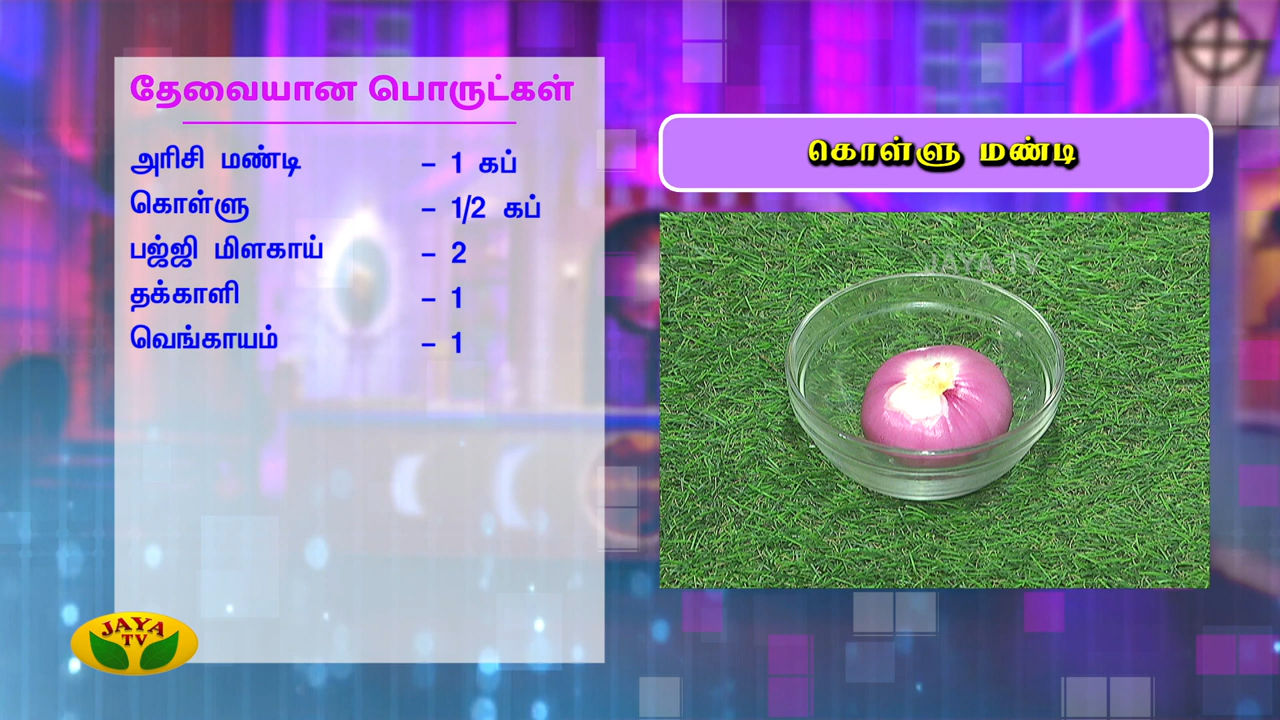 தேவையான பொருட்கள்
அரிசி மண்டி – 1 கப்
கொள்ளு – 1/2 கப்
பஜ்ஜி மிளகாய் – 2
தக்காளி – 1
வெங்காயம் – 1
கொள்ளு மண்டி
JAYA TV
JAYA
TV